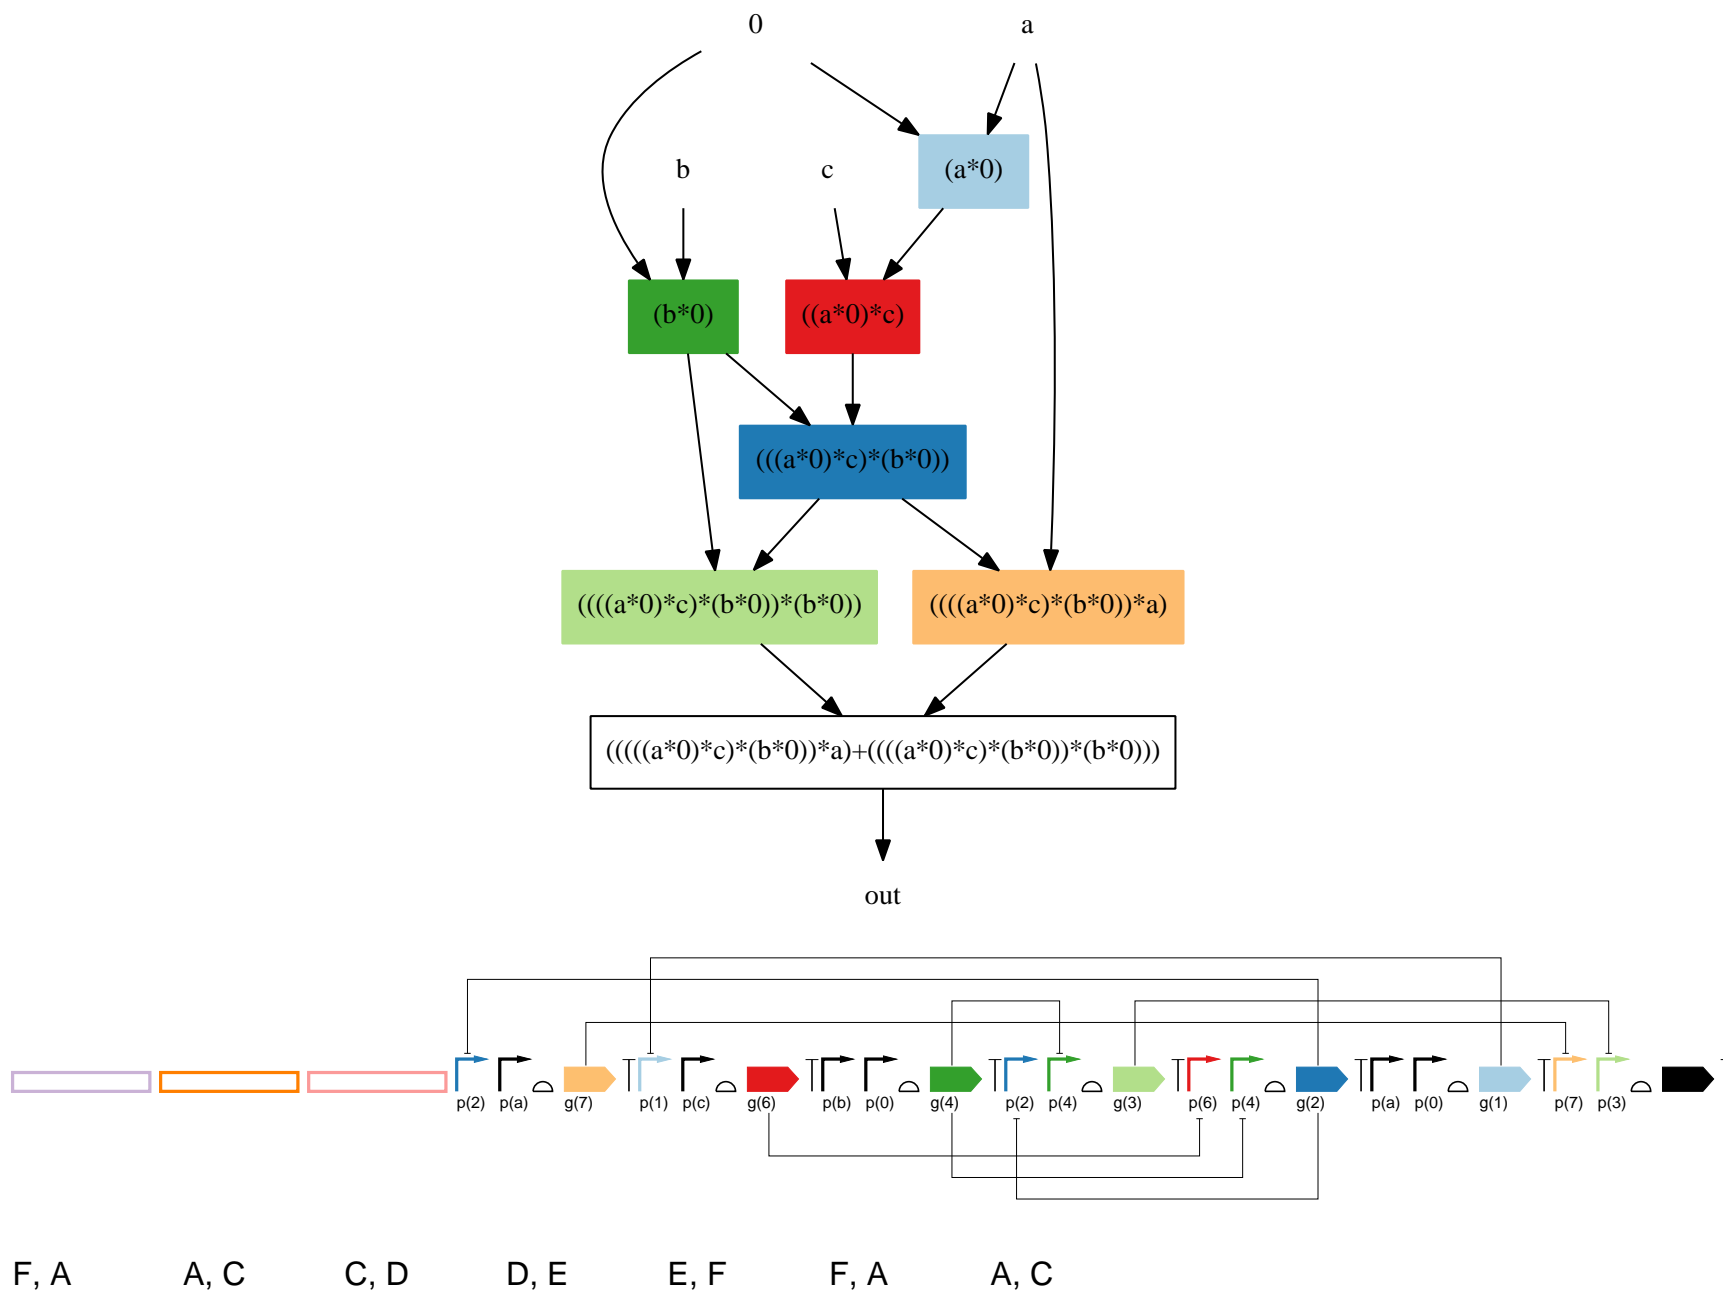 0 a
b c (a*0)
(b*0) ((a*0)*c)
(((a*0)*c)*(b*0))
((((a*0)*c)*(b*0))*(b*0)) ((((a*0)*c)*(b*0))*a)
(((((a*0)*c)*(b*0))*a)+((((a*0)*c)*(b*0))*(b*0)))
out
p(2) p(a) g(7) p(1) p(c) g(6) p(b) p(0) g(4) p(2) p(4) g(3) p(6) p(4) g(2) p(a) p(0) g(1) p(7) p(3)
F, A A, C C, D D, E E, F F, A A, C